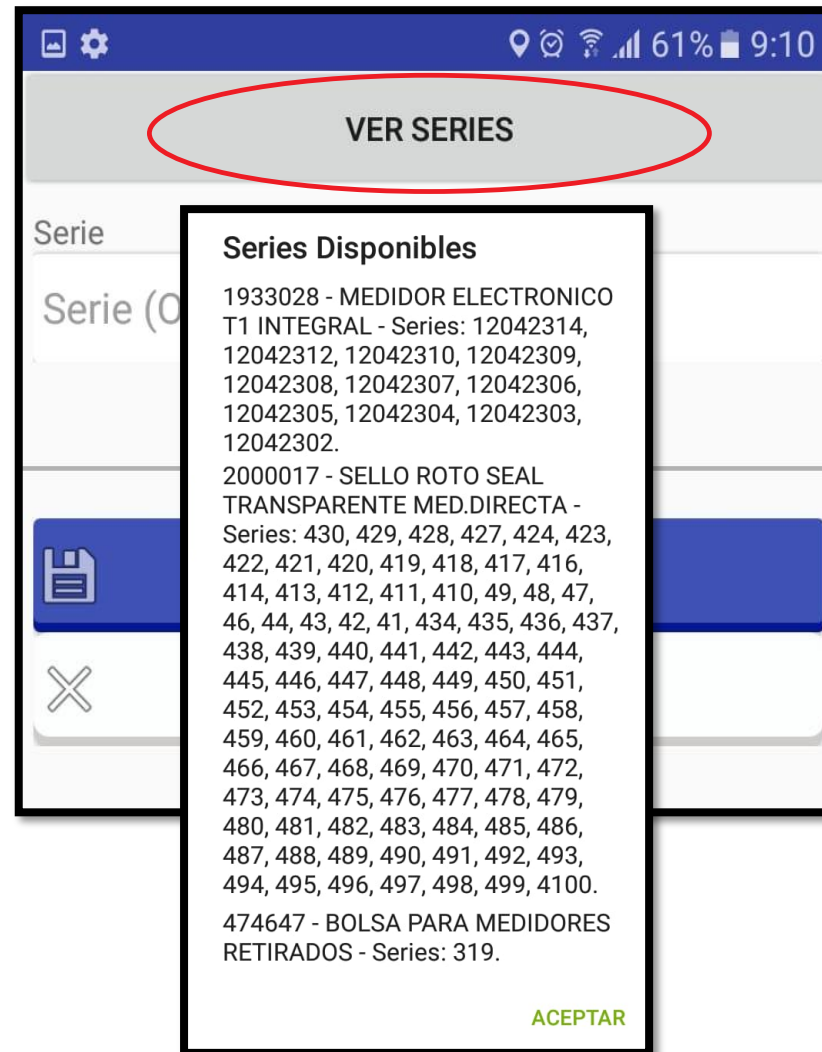 61% 9:10
VER SERIES
Serie
Serie (O
Series Disponibles
1933028 - MEDIDOR ELECTRONICO
T1 INTEGRAL - Series: 12042314,
12042312, 12042310, 12042309,
12042308, 12042307, 12042306,
12042305, 12042304, 12042303,
12042302.
2000017 - SELLO ROTO SEAL
TRANSPARENTE MED.DIRECTA -
Series: 430, 429, 428, 427, 424, 423,
422, 421, 420, 419, 418, 417, 416,
414, 413, 412, 411, 410, 49, 48, 47,
46, 44, 43, 42, 41, 434, 435, 436, 437,
438, 439, 440, 441, 442, 443, 444,
445, 446, 447, 448, 449, 450, 451,
452, 453, 454, 455, 456, 457, 458,
459, 460, 461, 462, 463, 464, 465,
466, 467, 468, 469, 470, 471, 472,
473, 474, 475, 476, 477, 478, 479,
480, 481, 482, 483, 484, 485, 486,
487, 488, 489, 490, 491, 492, 493,
494, 495, 496, 497, 498, 499, 4100.
474647 - BOLSA PARA MEDIDORES
RETIRADOS - Series: 319.
ACEPTAR